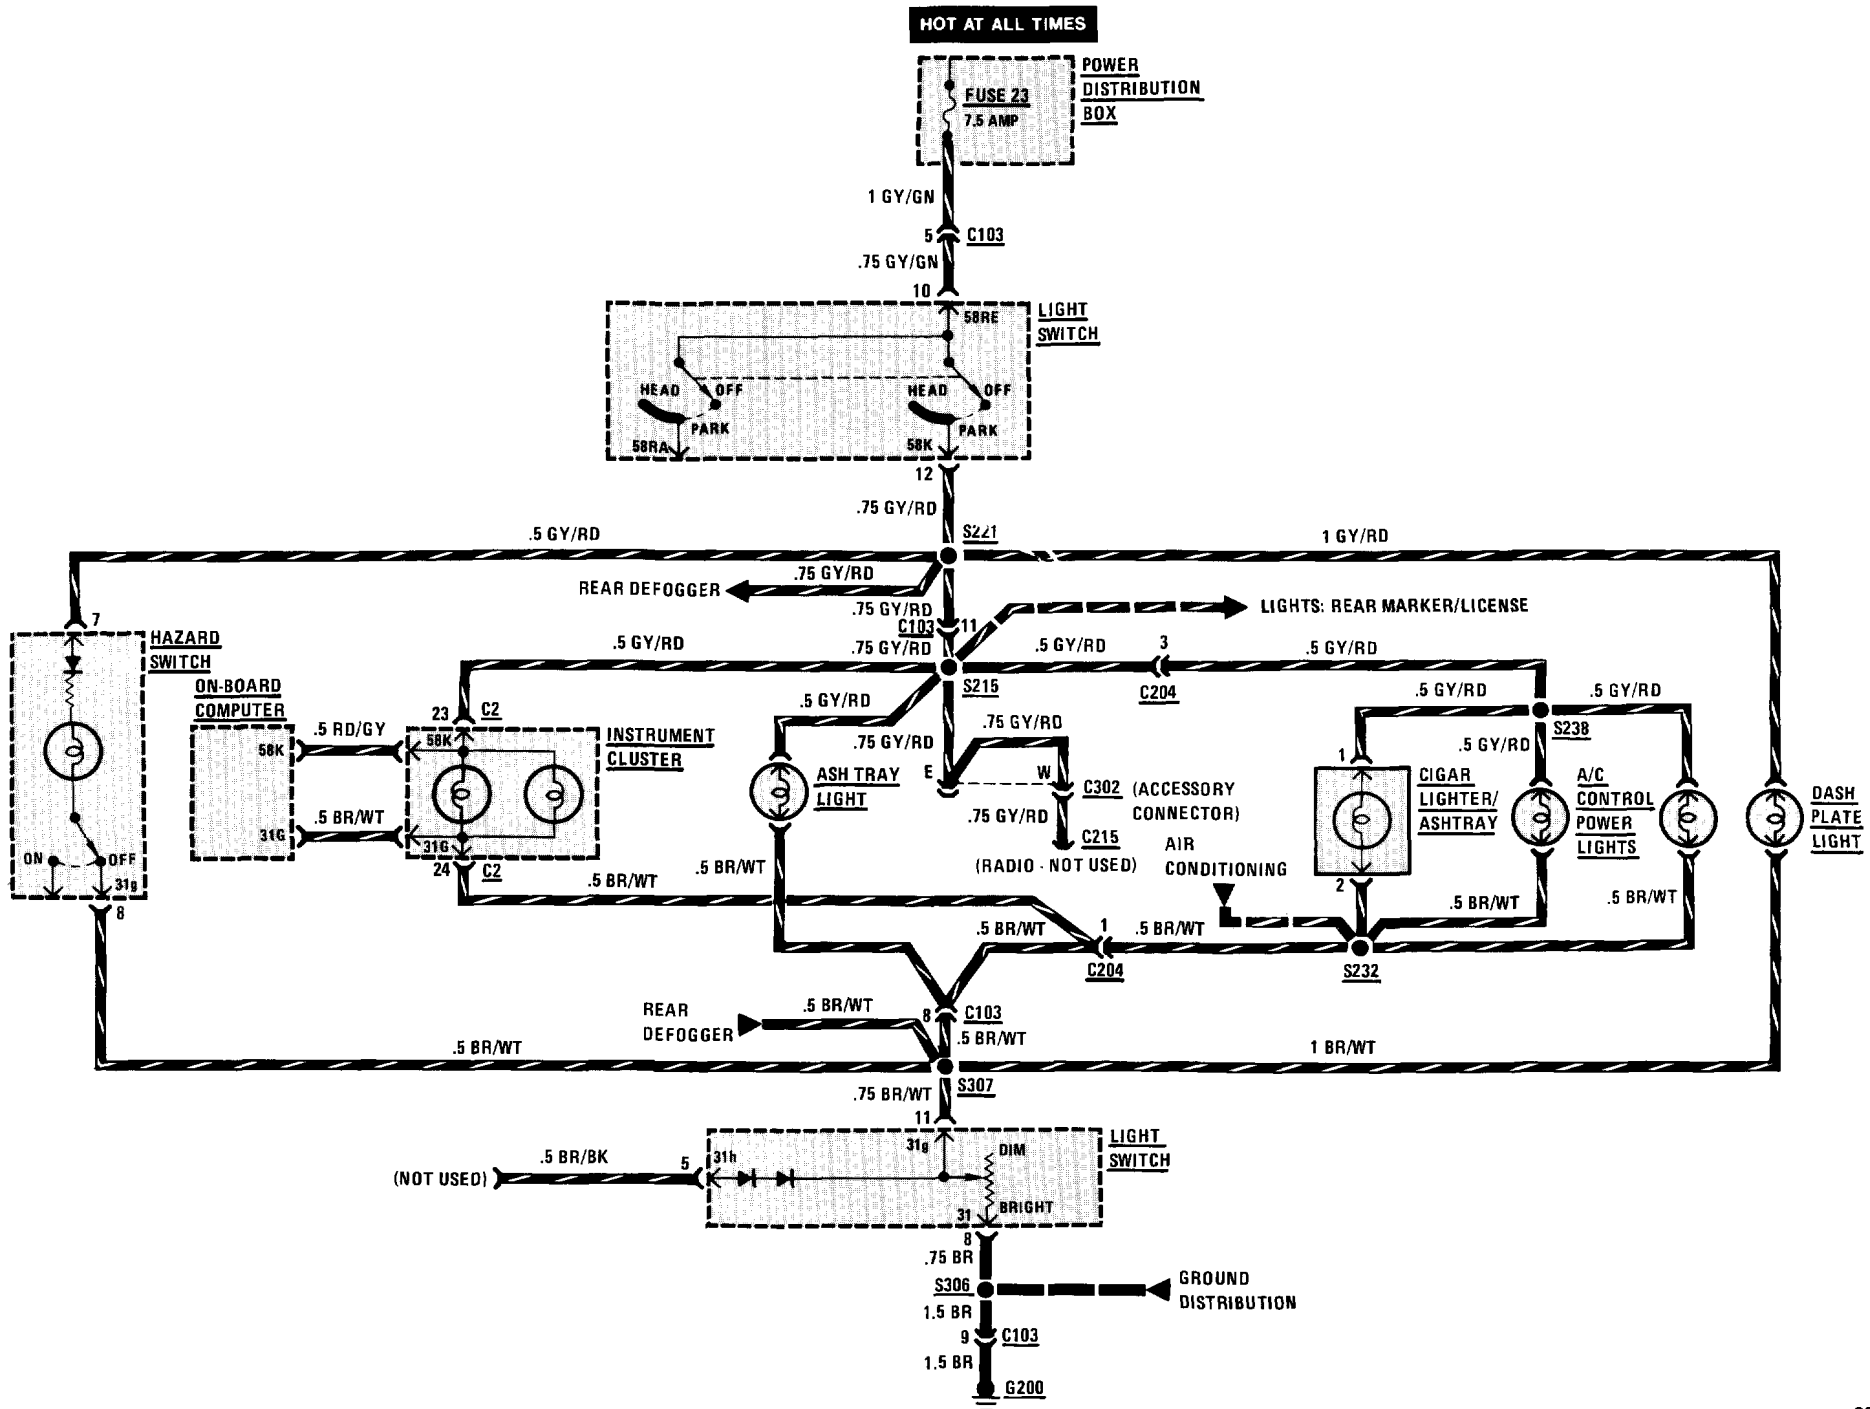 HOT AT ALL TIMES
POWER
DISTRIBUTION
BOX
FUSE 23
7.5 AMP
1 GY/GN
5 C103
.75 GY/GN
10
LIGHT
SWITCH
58RE
HEAD OFF
PARK
58RA
HEAD OFF
PARK
58K
12
.75 GY/RD
S221
.5 GY/RD
1 GY/RD
.75 GY/RD
REAR DEFOGGER
.75 GY/RD
C103 11
LIGHTS: REAR MARKER/LICENSE
7
HAZARD
SWITCH
ON OFF
31g
8
.5 GY/RD
.75 GY/RD
S215
.5 GY/RD
3
C204
.5 GY/RD
ON-BOARD
COMPUTER
58K
31G
.5 RD/GY
.5 BR/WT
23 C2
58K
INSTRUMENT
CLUSTER
31G
24 C2
.5 GY/RD
ASH TRAY
LIGHT
.75 GY/RD
.75 GY/RD
E W
C302 (ACCESSORY
CONNECTOR)
.75 GY/RD
C215
(RADIO - NOT USED)
.5 GY/RD
.5 GY/RD
S238
.5 GY/RD
1
CIGAR
LIGHTER/
ASHTRAY
2
A/C
CONTROL
POWER
LIGHTS
DASH
PLATE
LIGHT
AIR
CONDITIONING
.5 BR/WT
.5 BR/WT
.5 BR/WT
.5 BR/WT
.5 BR/WT
1
C204
.5 BR/WT
S232
REAR
DEFOGGER
.5 BR/WT
8 C103
.5 BR/WT
.5 BR/WT
1 BR/WT
S307
.75 BR/WT
11
LIGHT
SWITCH
31g
DIM
BRIGHT
31
31h
5
.5 BR/BK
(NOT USED)
8
.75 BR
S306
GROUND
DISTRIBUTION
1.5 BR
9 C103
1.5 BR
G200